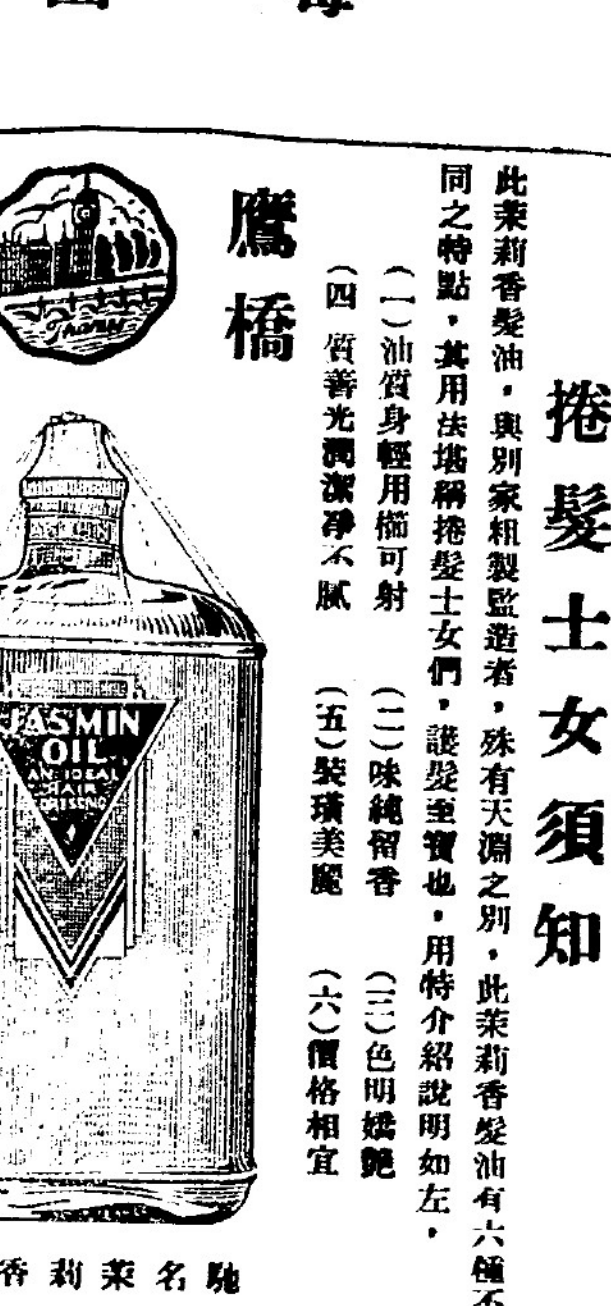 捲髮士女須知
此茉莉香髮油，與別家粗製監造者，殊有天淵之別，此茉莉香髮油有六種不
同之特點，其用法堪稱捲髮士女們，護髮至寶也，用特介紹說明如左，
（一）油質身輕用櫛可射
（二）味純留香
（三）色明嬌艷
（四 質善光潤潔淨不膩
（五）裝璜美麗
（六）價格相宜
鷹橋
Thames
JASMIN
OIL
AN IDEAL
HAIR
DRESSING
馳名茉莉香